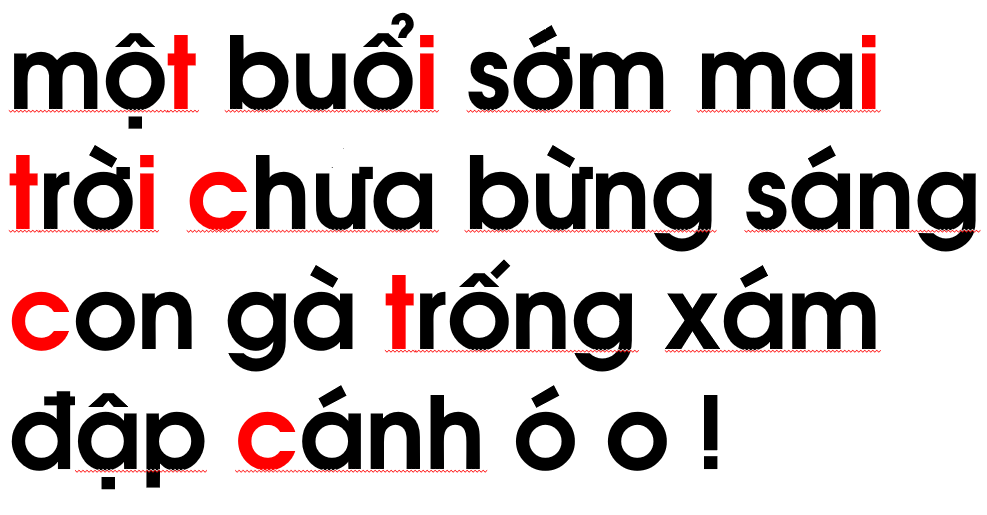 một buổi sớm mai
trời chưa bừng sáng
con gà trống xám
đập cánh ó o !